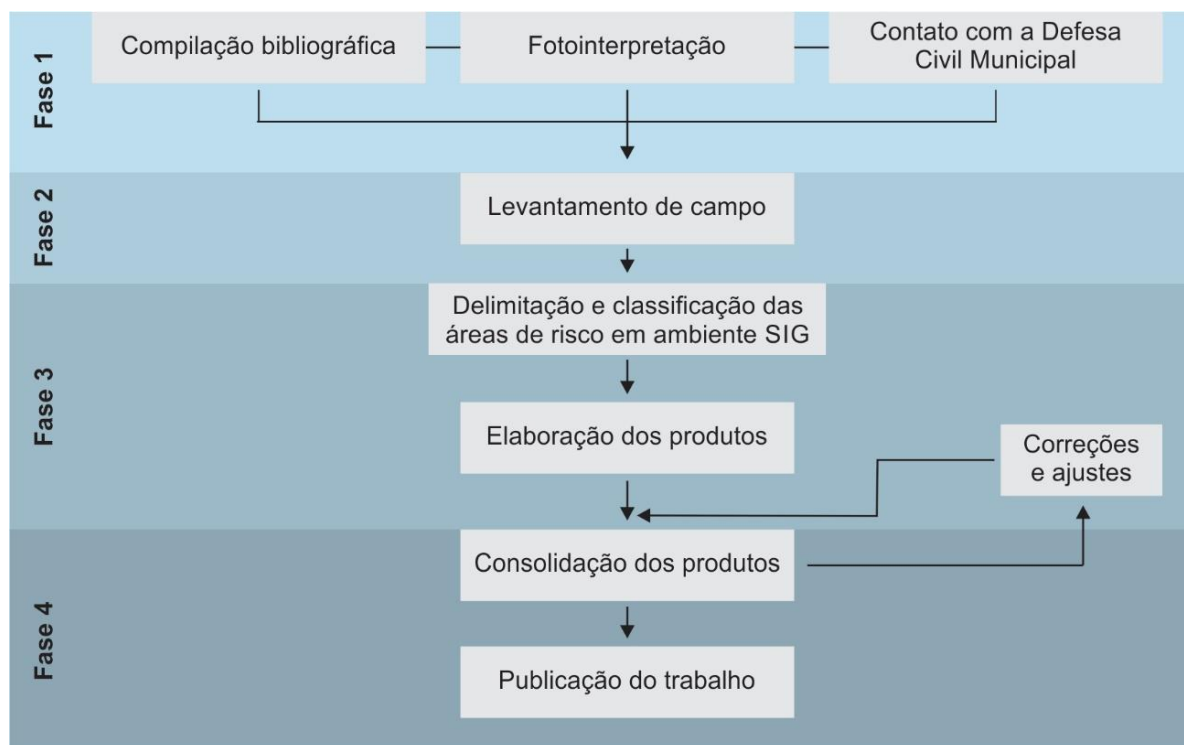 Fase 1
Compilação bibliográfica
Fotointerpretação
Contato com a Defesa
Civil Municipal
Fase 2
Levantamento de campo
Fase 3
Delimitação e classificação das
áreas de risco em ambiente SIG
Elaboração dos produtos
Correções
e ajustes
Fase 4
Consolidação dos produtos
Publicação do trabalho